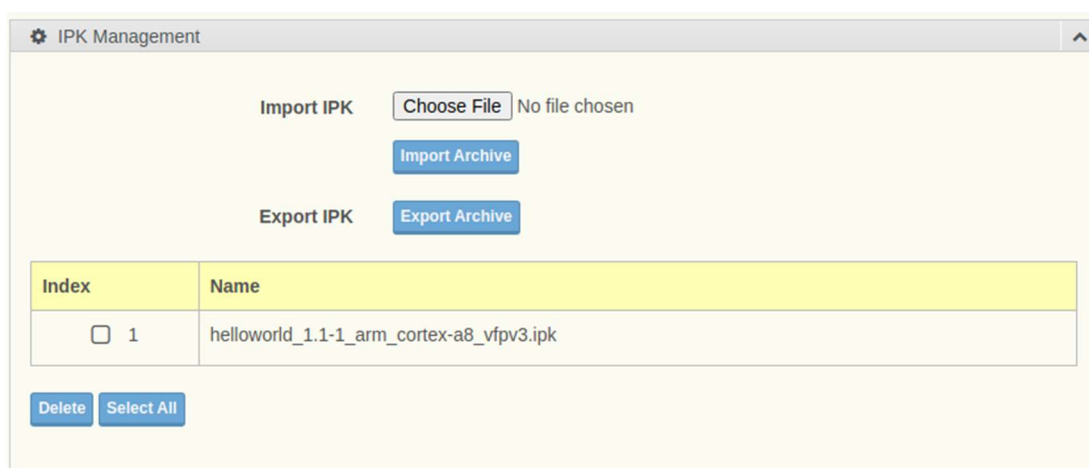 IPK Management
Import IPK Choose File No file chosen
Import Archive
Export IPK Export Archive
Index Name
1 helloworld_1.1-1_arm_cortex-a8_vfpv3.ipk
Delete Select All